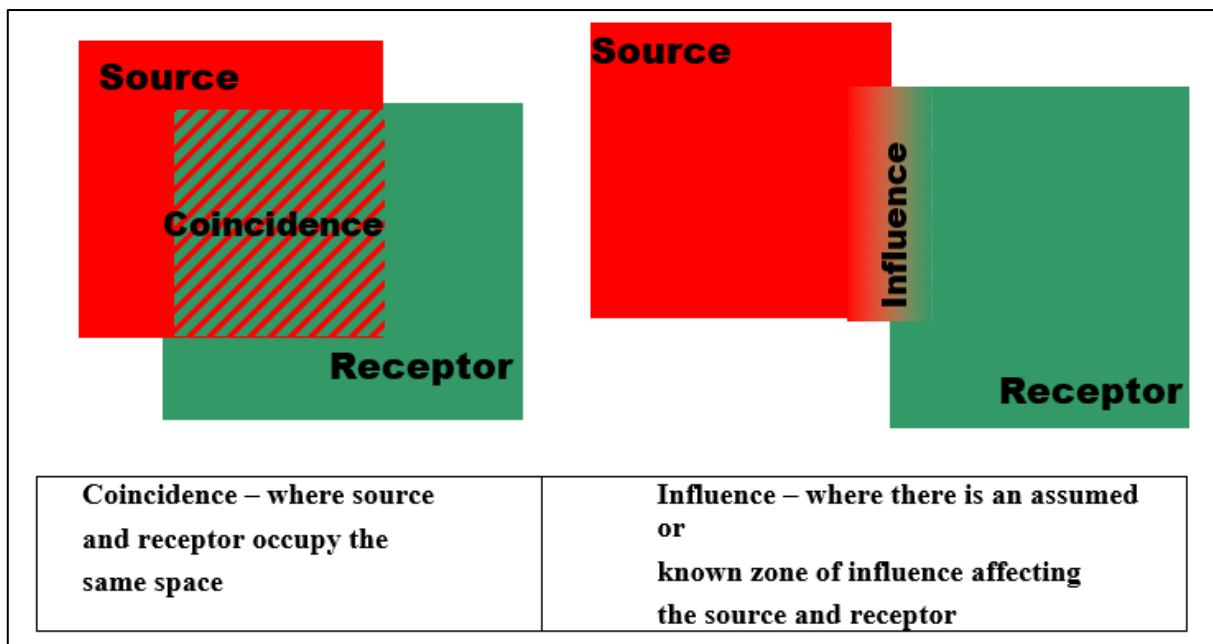 Source
Coincidence
Receptor
Source
Influence
Receptor
Coincidence – where source
and receptor occupy the
same space
Influence – where there is an assumed
or
known zone of influence affecting
the source and receptor